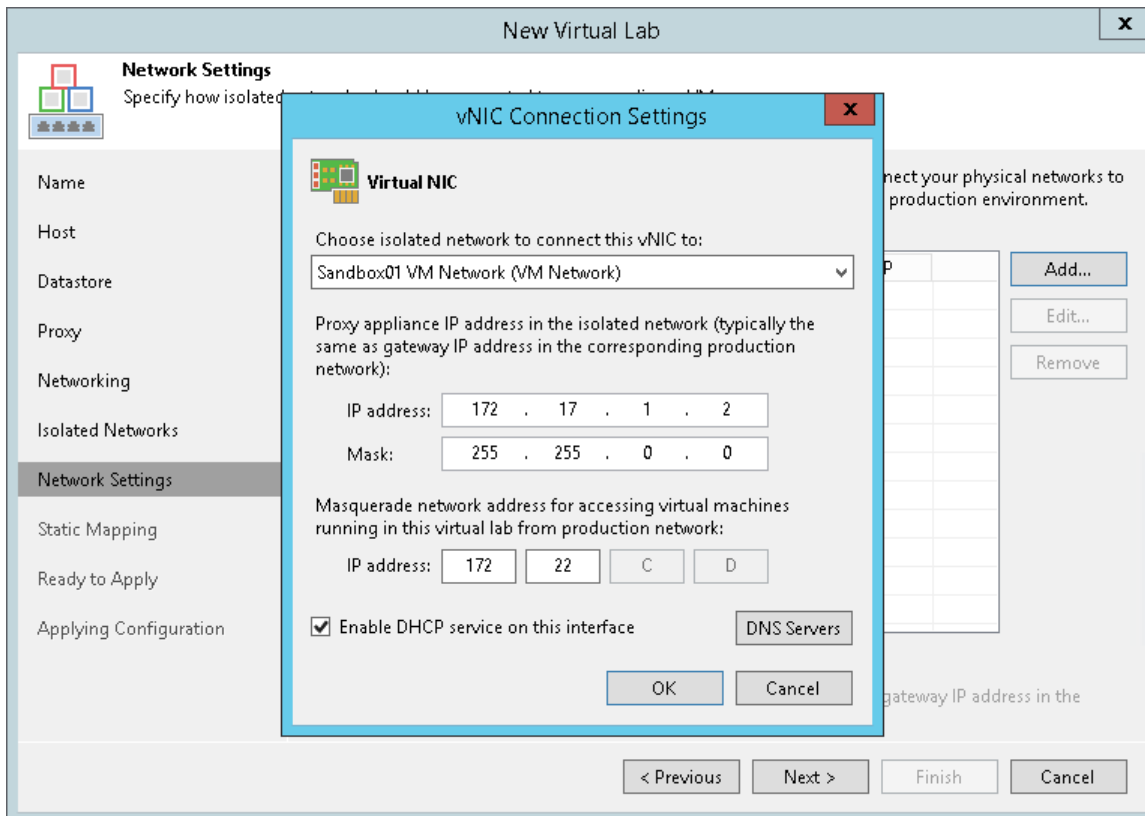 New Virtual Lab
x
Network Settings
Specify how isolated
vNIC Connection Settings
x
Name
Host
Datastore
Proxy
Networking
Isolated Networks
Network Settings
Static Mapping
Ready to Apply
Applying Configuration
Virtual NIC
Choose isolated network to connect this vNIC to:
Sandbox01 VM Network (VM Network)
Proxy appliance IP address in the isolated network (typically the
same as gateway IP address in the corresponding production
network):
IP address: 172 . 17 . 1 . 2
Mask: 255 . 255 . 0 . 0
Masquerade network address for accessing virtual machines
running in this virtual lab from production network:
IP address: 172 22 C D
Enable DHCP service on this interface
DNS Servers
OK
Cancel
nect your physical networks to
production environment.
P
Add...
Edit...
Remove
gateway IP address in the
< Previous
Next >
Finish
Cancel